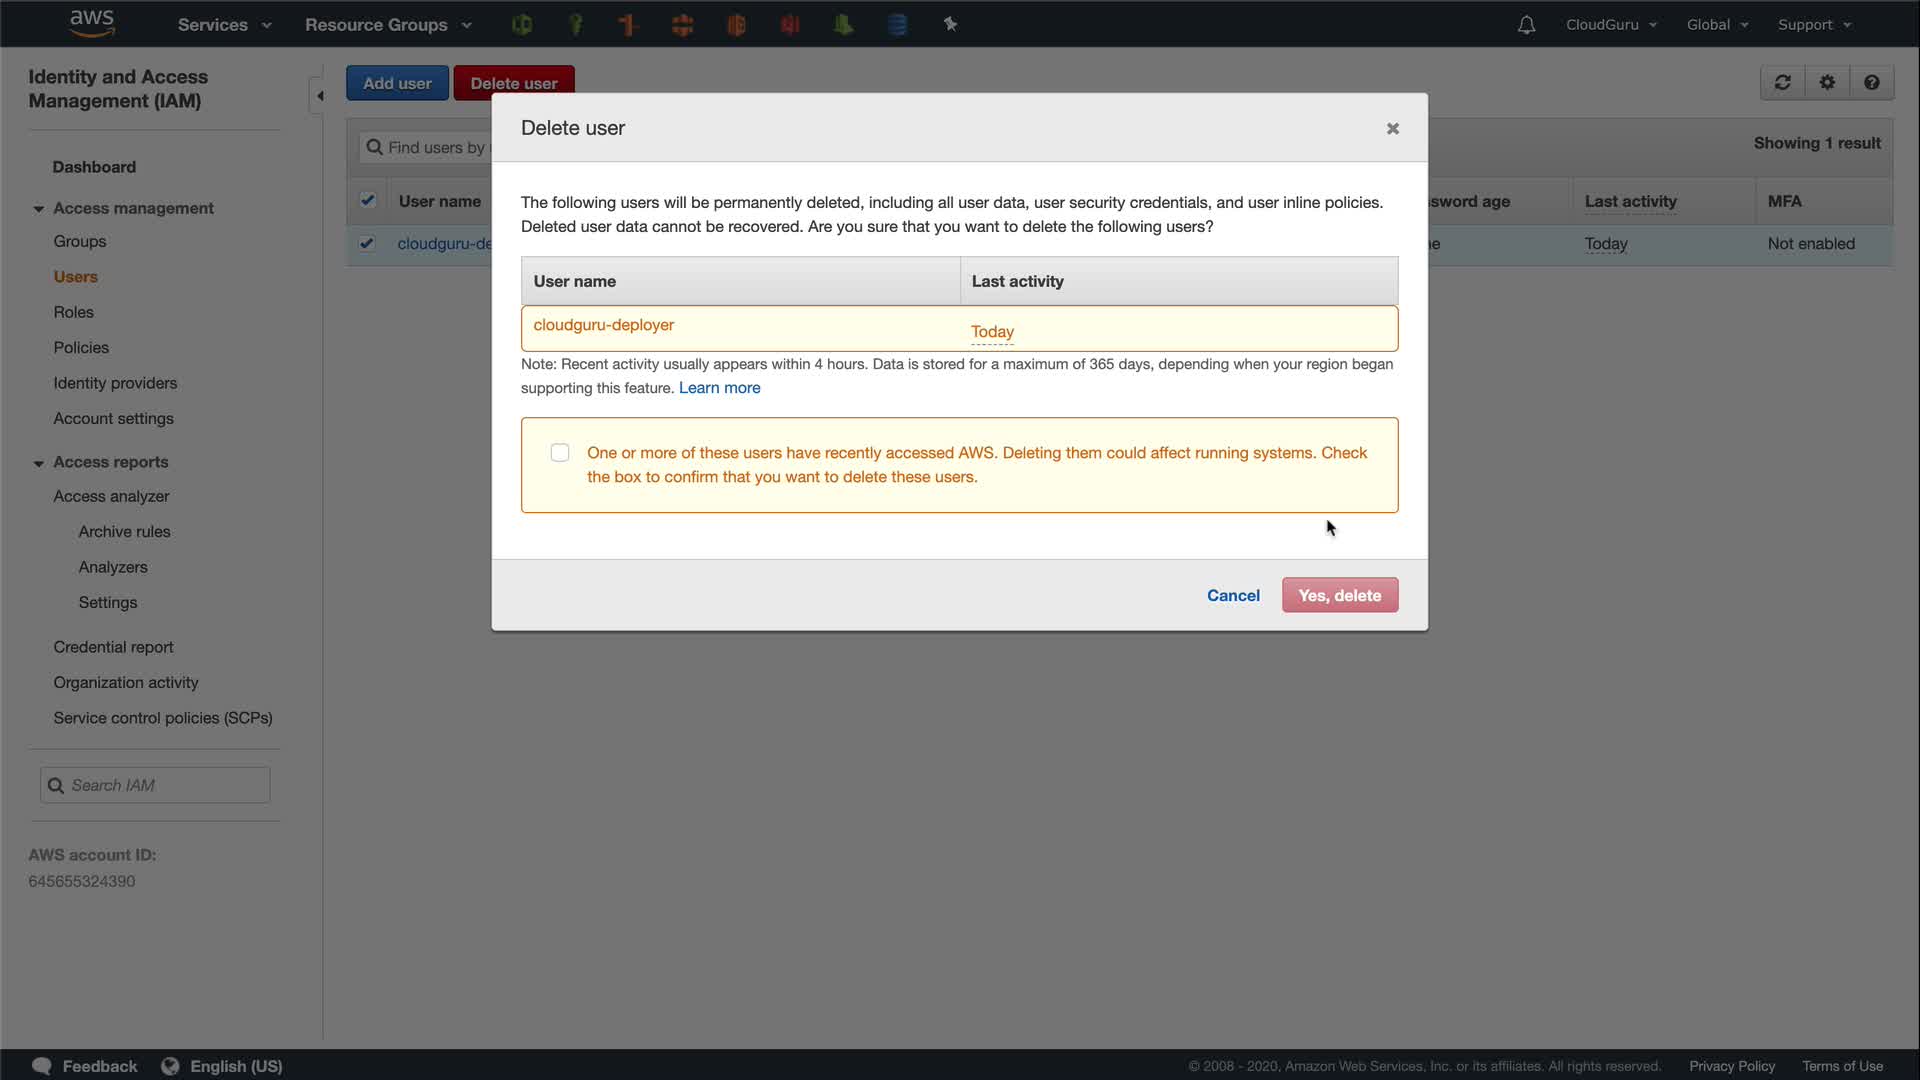 aws
Services
Resource Groups
CloudGuru
Global
Support
Identity and Access
Management (IAM)
Add user
Delete user
Find users by
Showing 1 result
User name
sword age
Last activity
MFA
cloudguru-de
Today
Not enabled
Dashboard
Access management
Groups
Users
Roles
Policies
Identity providers
Account settings
Access reports
Access analyzer
Archive rules
Analyzers
Settings
Credential report
Organization activity
Service control policies (SCPs)
Search IAM
AWS account ID:
645655324390
Delete user
The following users will be permanently deleted, including all user data, user security credentials, and user inline policies.
Deleted user data cannot be recovered. Are you sure that you want to delete the following users?
User name
Last activity
cloudguru-deployer
Today
Note: Recent activity usually appears within 4 hours. Data is stored for a maximum of 365 days, depending when your region began
supporting this feature. Learn more
One or more of these users have recently accessed AWS. Deleting them could affect running systems. Check
the box to confirm that you want to delete these users.
Cancel
Yes, delete
Feedback
English (US)
© 2008 - 2020, Amazon Web Services, Inc. or its affiliates. All rights reserved.
Privacy Policy
Terms of Use